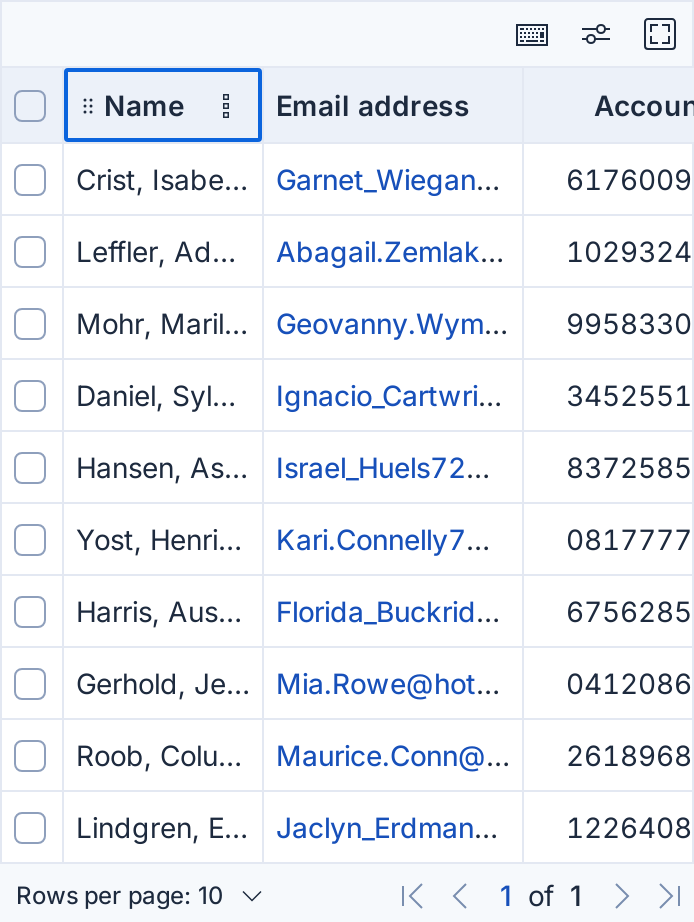 Name Email address Accoun
Crist, Isabe... Garnet_Wiegan... 6176009
Leffler, Ad... Abagail.Zemlak... 1029324
Mohr, Maril... Geovanny.Wym... 9958330
Daniel, Syl... Ignacio_Cartwri... 3452551
Hansen, As... Israel_Huels72... 8372585
Yost, Henri... Kari.Connelly7... 0817777
Harris, Aus... Florida_Buckrid... 6756285
Gerhold, Je... Mia.Rowe@hot... 0412086
Roob, Colu... Maurice.Conn@... 2618968
Lindgren, E... Jaclyn_Erdman... 1226408
Rows per page: 10 1 of 1